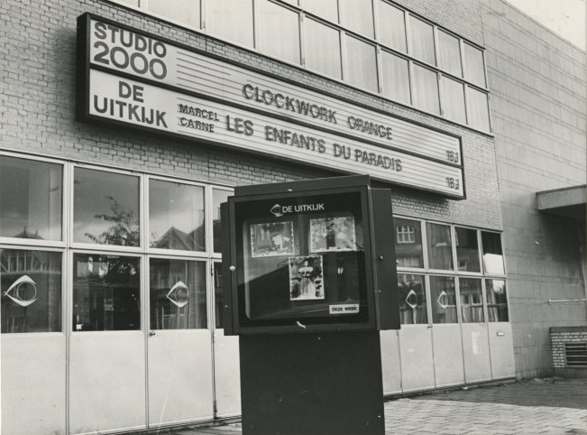 STUDIO
2000
CLOCKWORK ORANGE
18J
DE
UITKIJK
MARCEL
CARNE
LES ENFANTS DU PARADIS
18J
DE UITKIJK
DEZE WEEK